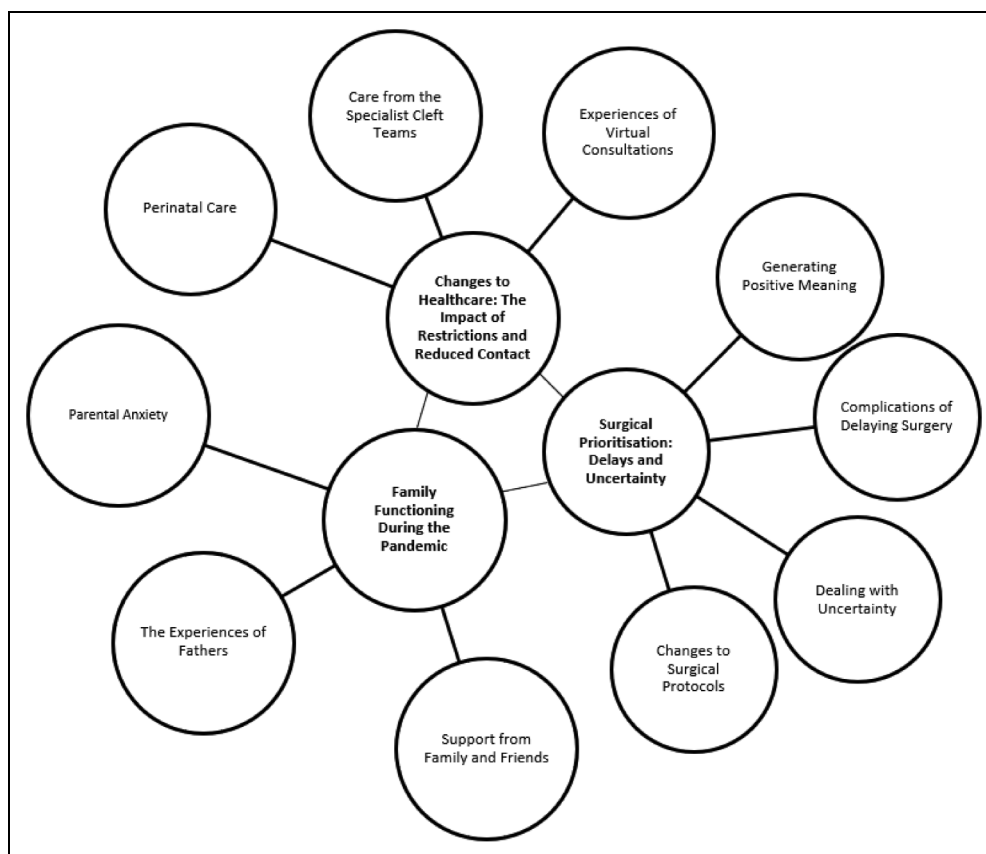 Care from the
Specialist Cleft
Teams
Experiences of
Virtual
Consultations
Perinatal Care
Changes to
Healthcare: The
Impact of
Restrictions and
Reduced Contact
Generating
Positive Meaning
Parental Anxiety
Surgical
Prioritisation:
Delays and
Uncertainty
Complications of
Delaying Surgery
Family
Functioning
During the
Pandemic
Dealing with
Uncertainty
The Experiences of
Fathers
Changes to
Surgical
Protocols
Support from
Family and Friends